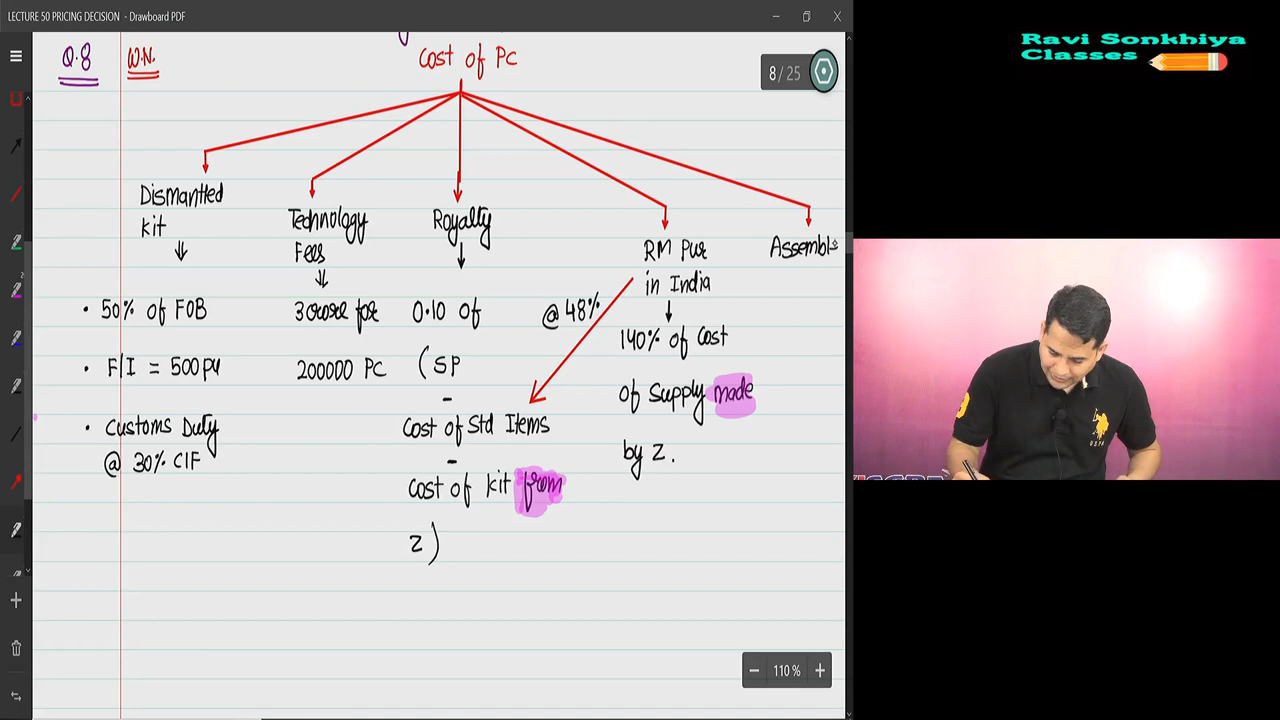 LECTURE 50 PRICING DECISION - Drawboard PDF
Ravi Sonkhiya
Classes
8 / 25
Q.8
W.N.
Cost of PC
Dismantled
kit
• 50% of FOB
• F/I = 500 pu
• Customs Duty
@ 30% CIF
Technology
Fees
3 crore for
200000 PC
Royalty
0.10 of
(SP
-
Cost of Std Items
-
Cost of kit from
Z)
@ 48%
RM Pur
in India
140% of Cost
of Supply made
by Z.
Assembl
110 %